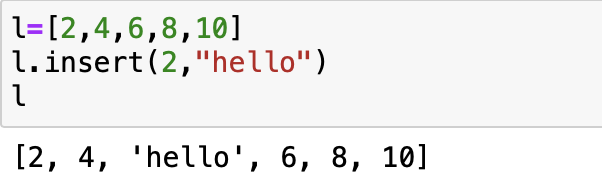 l=[2,4,6,8,10]
l.insert(2,"hello")
l
[2, 4, 'hello', 6, 8, 10]